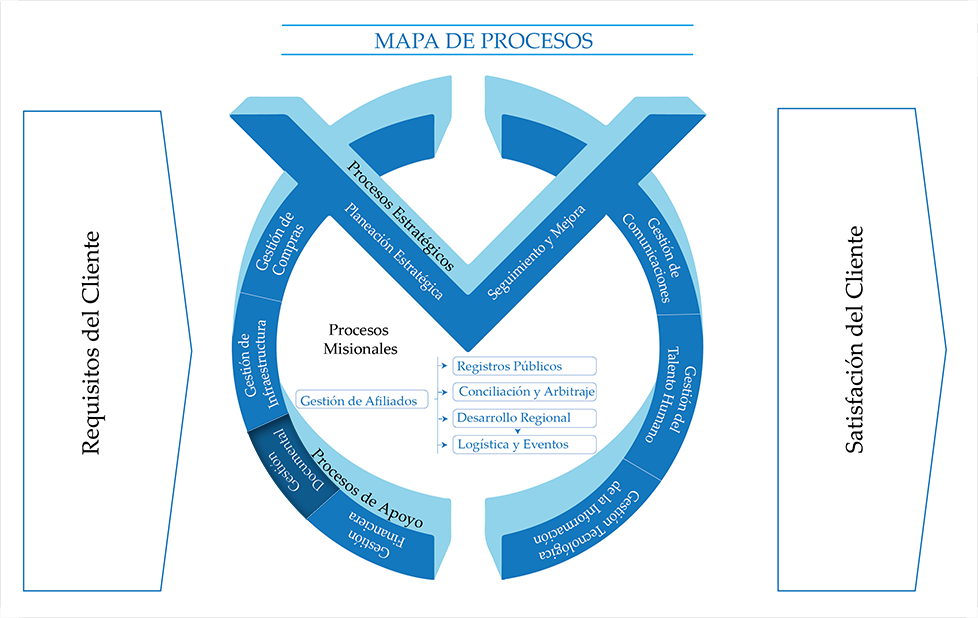 MAPA DE PROCESOS
Requisitos del Cliente
Procesos Estratégicos
Planeación Estratégica
Seguimiento y Mejora
Gestión de
Compras
Gestión de
Infraestructura
Gestión
Documental
Gestión
Financiera
Procesos de Apoyo
Gestión de
Comunicaciones
Gestión del
Talento Humano
Gestión Tecnológica
de la Información
Procesos
Misionales
Gestión de Afiliados
Registros Públicos
Conciliación y Arbitraje
Desarrollo Regional
Logística y Eventos
Satisfación del Cliente